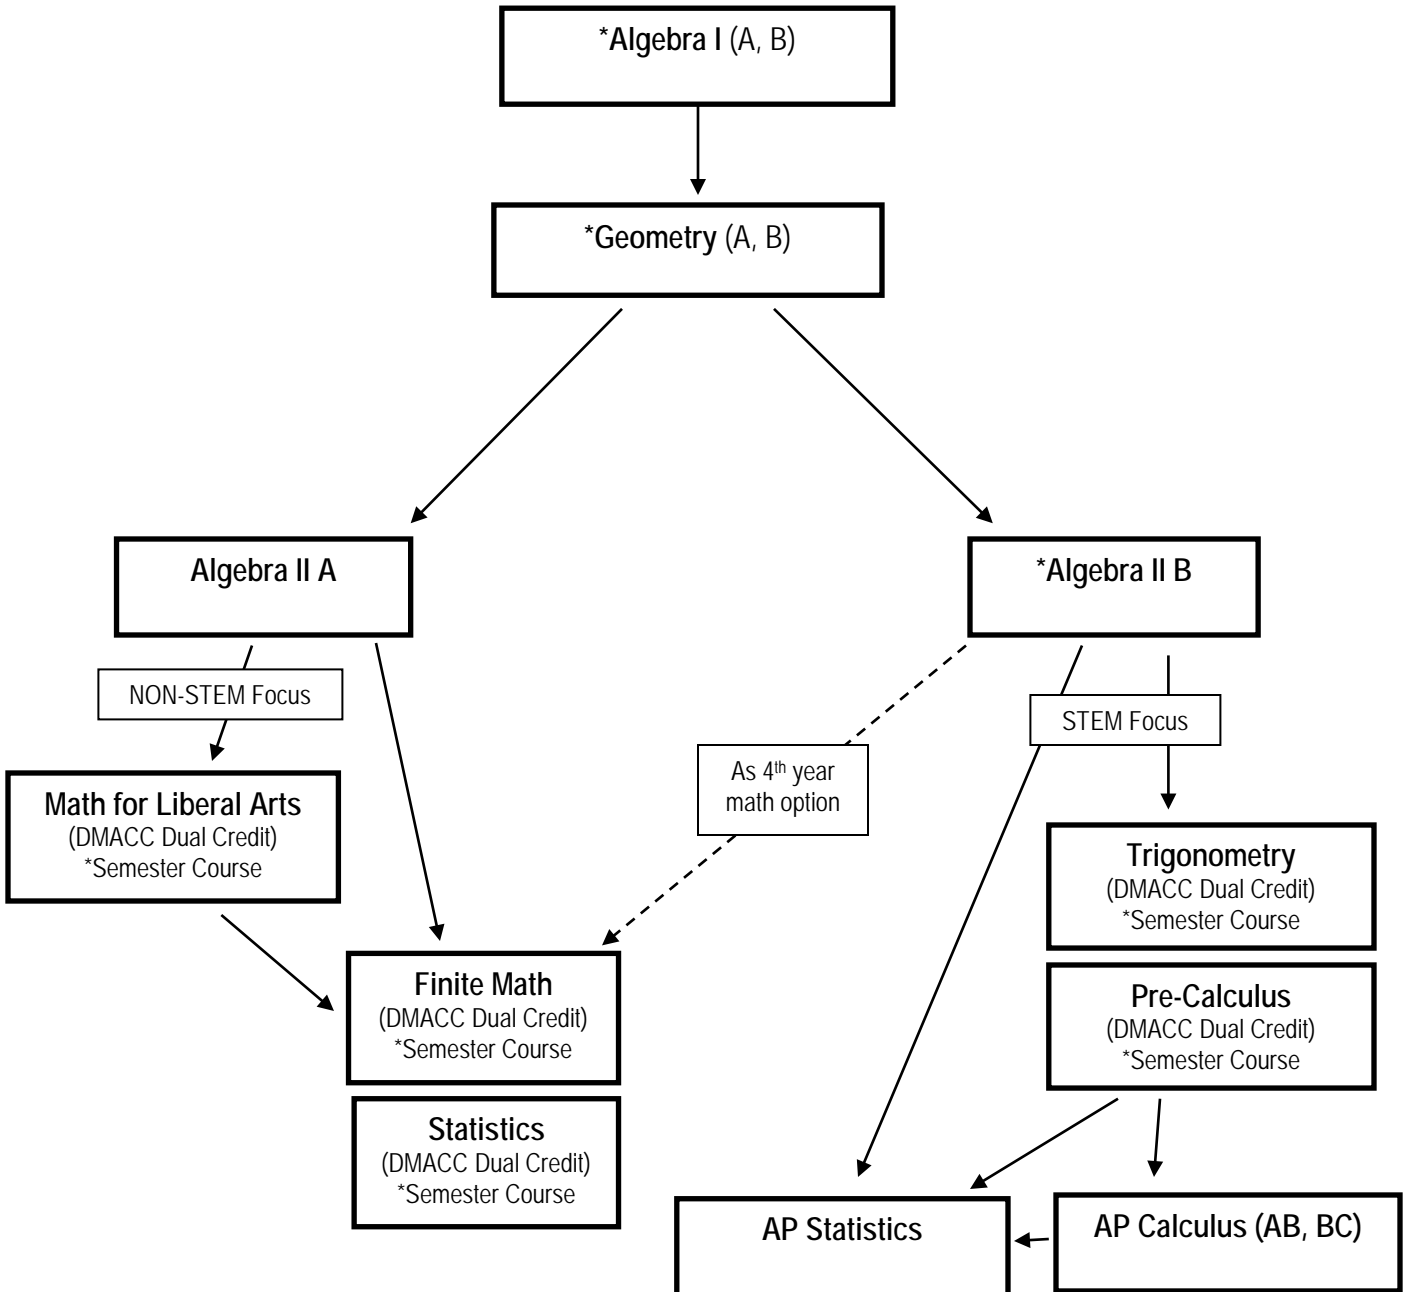 *Algebra I (A, B)
*Geometry (A, B)
Algebra II A
*Algebra II B
NON-STEM Focus
STEM Focus
As 4th year
math option
Math for Liberal Arts
(DMACC Dual Credit)
*Semester Course
Trigonometry
(DMACC Dual Credit)
*Semester Course
Finite Math
(DMACC Dual Credit)
*Semester Course
Pre-Calculus
(DMACC Dual Credit)
*Semester Course
Statistics
(DMACC Dual Credit)
*Semester Course
AP Statistics
AP Calculus (AB, BC)